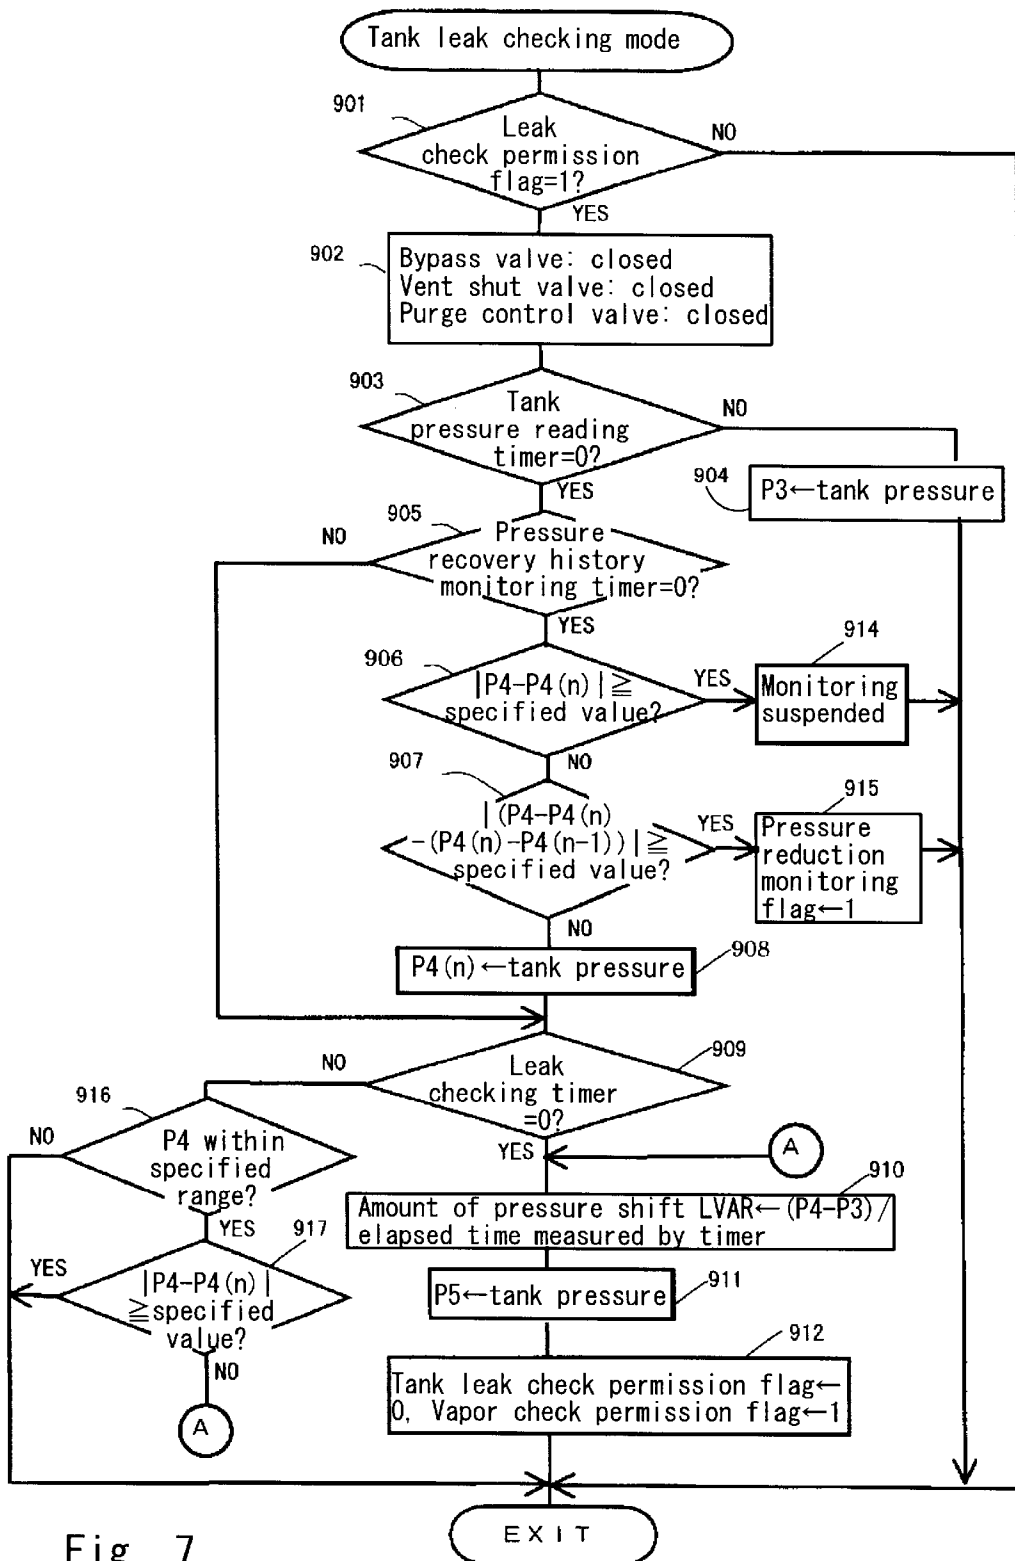 Tank leak checking mode
901
Leak
check permission
flag=1?
NO
YES
902
Bypass valve: closed
Vent shut valve: closed
Purge control valve: closed
903
Tank
pressure reading
timer=0?
NO
YES
904
P3←tank pressure
905
NO
Pressure
recovery history
monitoring timer=0?
YES
906
|P4-P4(n)|≧
specified value?
YES
914
Monitoring
suspended
NO
907
|(P4-P4(n)
-(P4(n)-P4(n-1))|≧
specified value?
YES
915
Pressure
reduction
monitoring
flag←1
NO
P4(n)←tank pressure
908
909
NO
Leak
checking timer
=0?
916
NO
P4 within
specified
range?
YES
A
910
Amount of pressure shift LVAR←(P4-P3)/
elapsed time measured by timer
YES
917
YES
|P4-P4(n)|
≧specified
value?
911
P5←tank pressure
NO
912
Tank leak check permission flag←
0, Vapor check permission flag←1
A
EXIT
Fig. 7